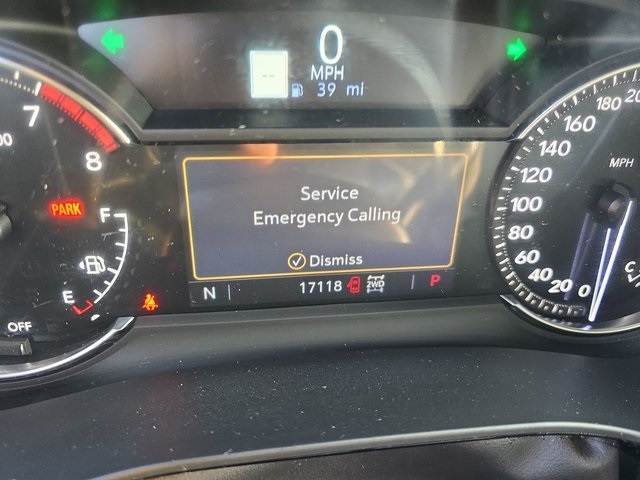 0
MPH
--
39 mi
7
8
PARK
F
E
OFF
Service
Emergency Calling
Dismiss
N
17118
2WD
P
MPH
0
20
40
60
80
100
120
140
160
180